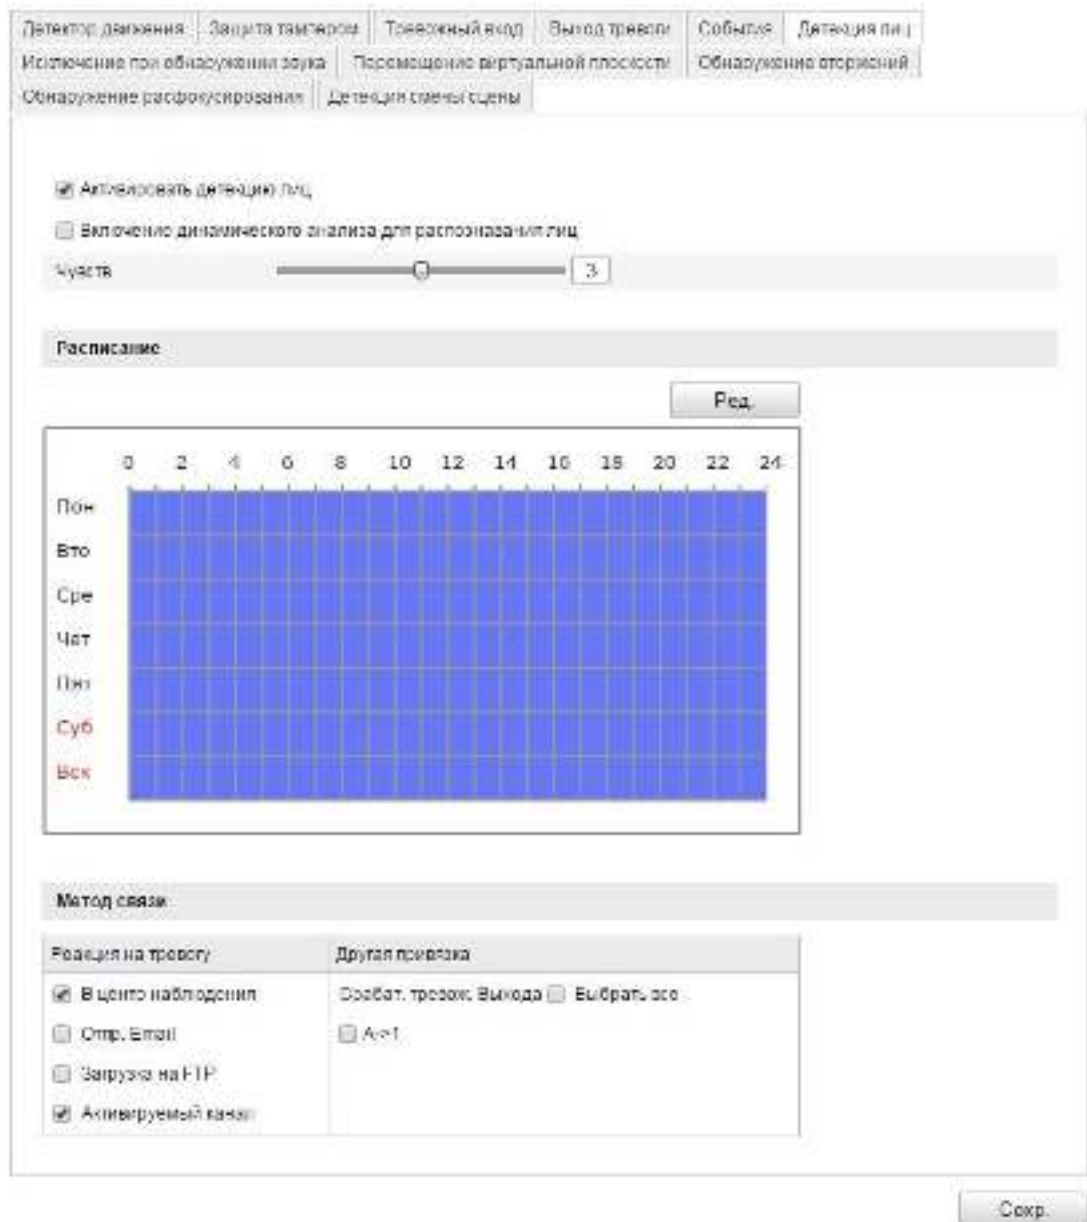 Детектор движения Защита тампером Тревожный вход Выход тревоги События Детекция лиц
Исключение при обнаружении звука Перемещение виртуальной плоскости Обнаружение вторжений
Обнаружение расфокусирования Детекция смены сцены
Активировать детекцию лиц
Включение динамического анализа для распознавания лиц
Чувств 3
Расписание
Ред.
0 2 4 6 8 10 12 14 16 18 20 22 24
Пон
Вто
Сре
Чет
Пят
Суб
Вск
Метод связи
Реакция на тревогу Другая привязка
В центр наблюдения Срабат. тревож. Выхода Выбрать все
Отпр. Email A->1
Загрузка на FTP
Активируемый канал
Сохр.